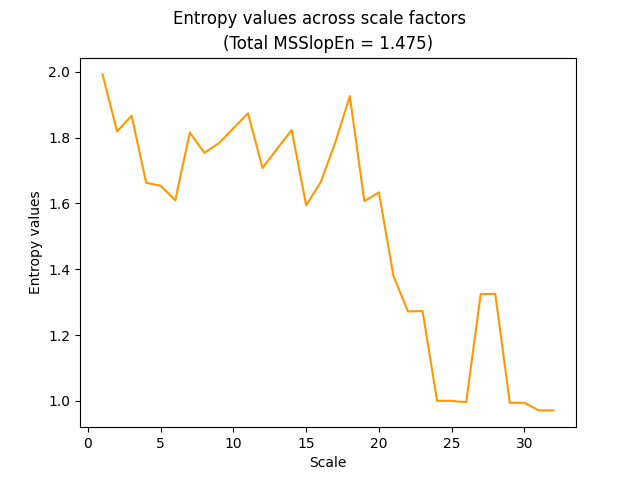 Entropy values across scale factors
(Total MSSlopEn = 1.475)
2.0
1.8
1.6
1.4
1.2
1.0
Entropy values
0 5 10 15 20 25 30
Scale